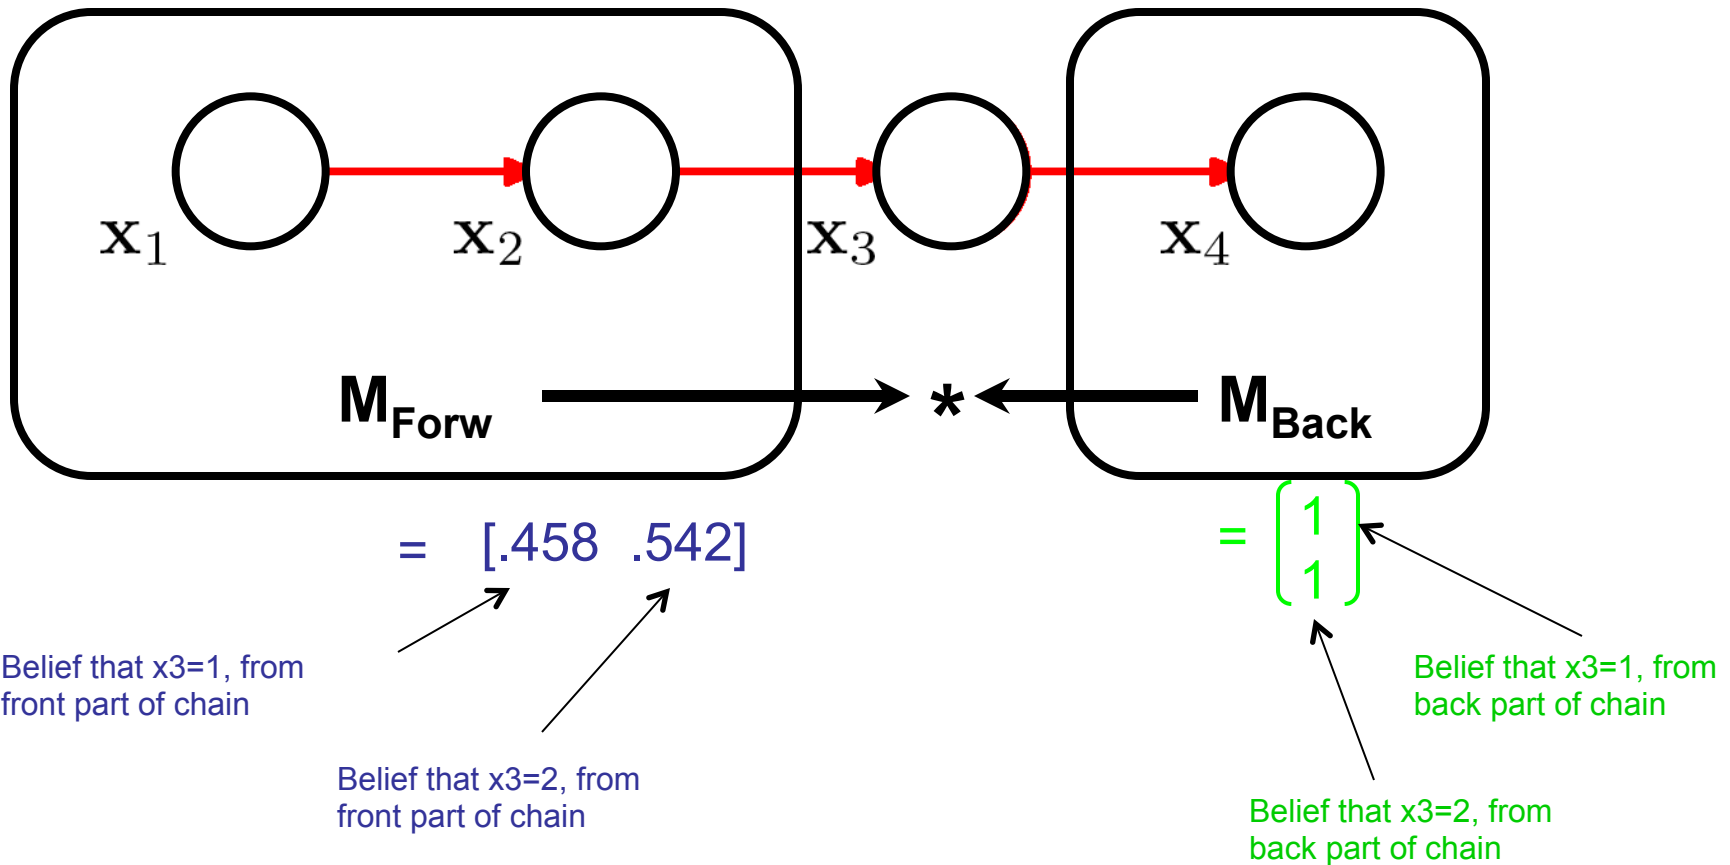 x1 x2 x3 x4
MForw * MBack
= [.458 .542]
= 1
1
Belief that x3=1, from
front part of chain
Belief that x3=2, from
front part of chain
Belief that x3=1, from
back part of chain
Belief that x3=2, from
back part of chain